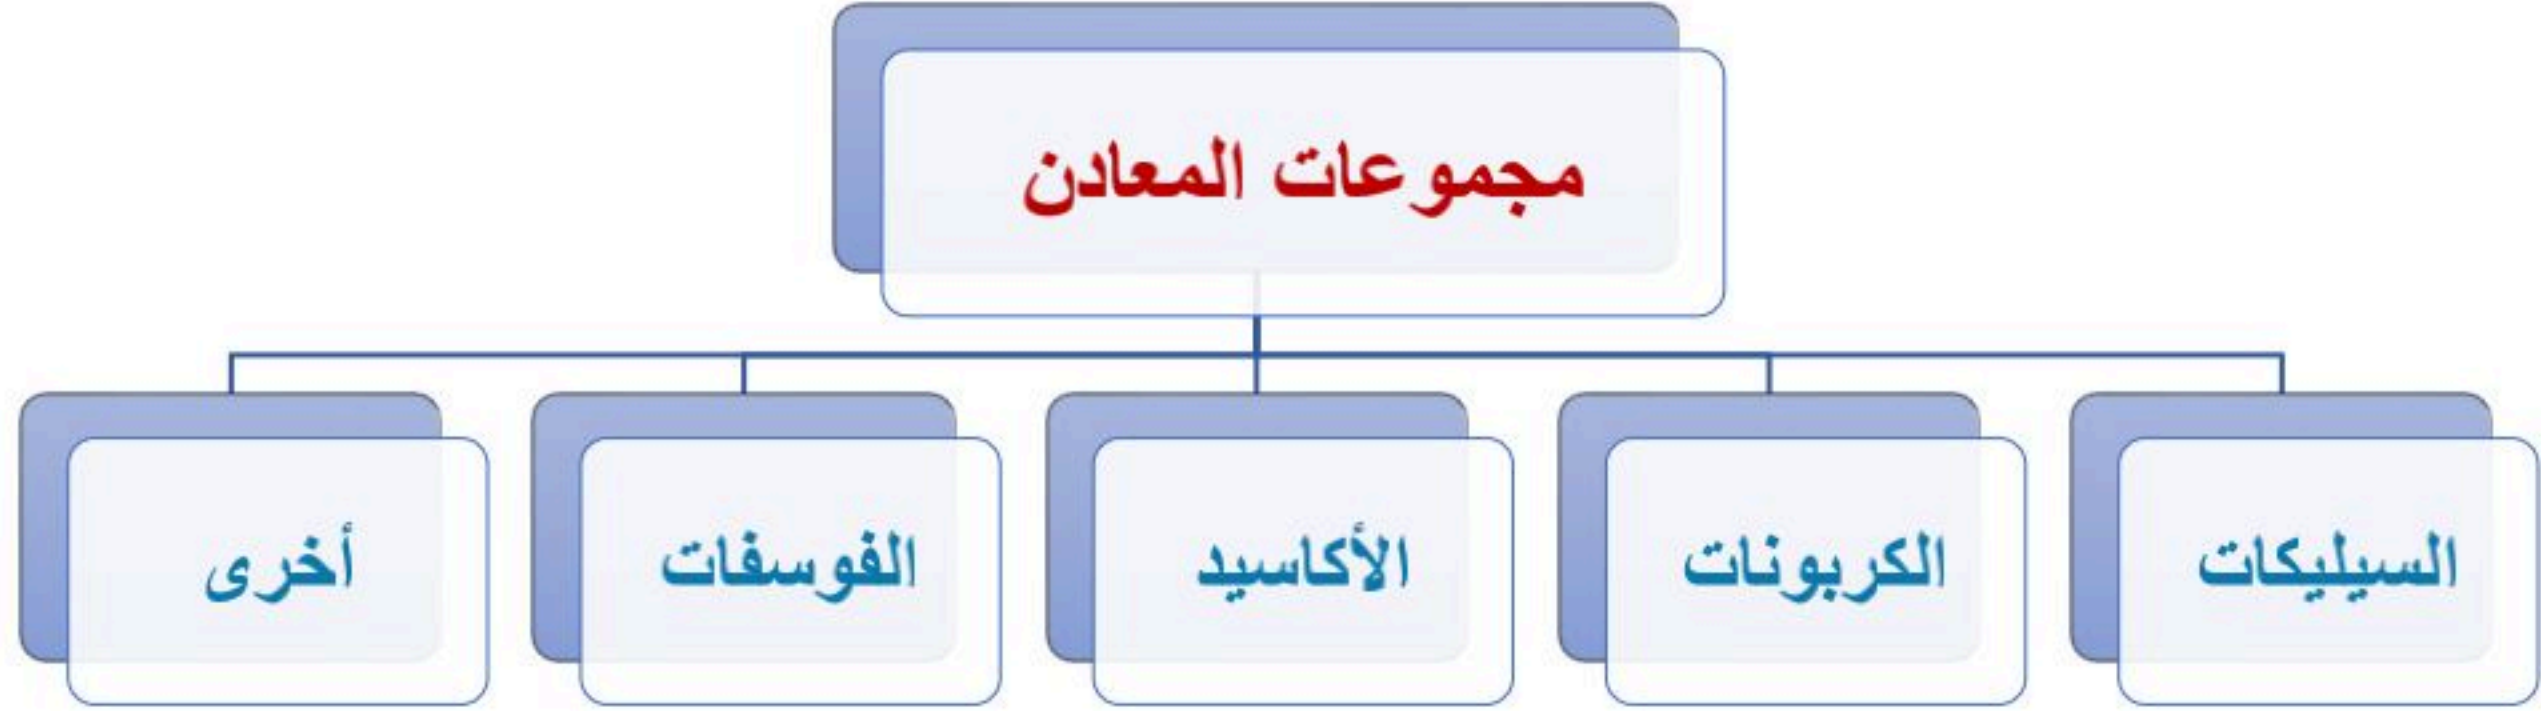 مجموعات المعادن
السيليكات
الكربونات
الأكاسيد
الفوسفات
أخرى